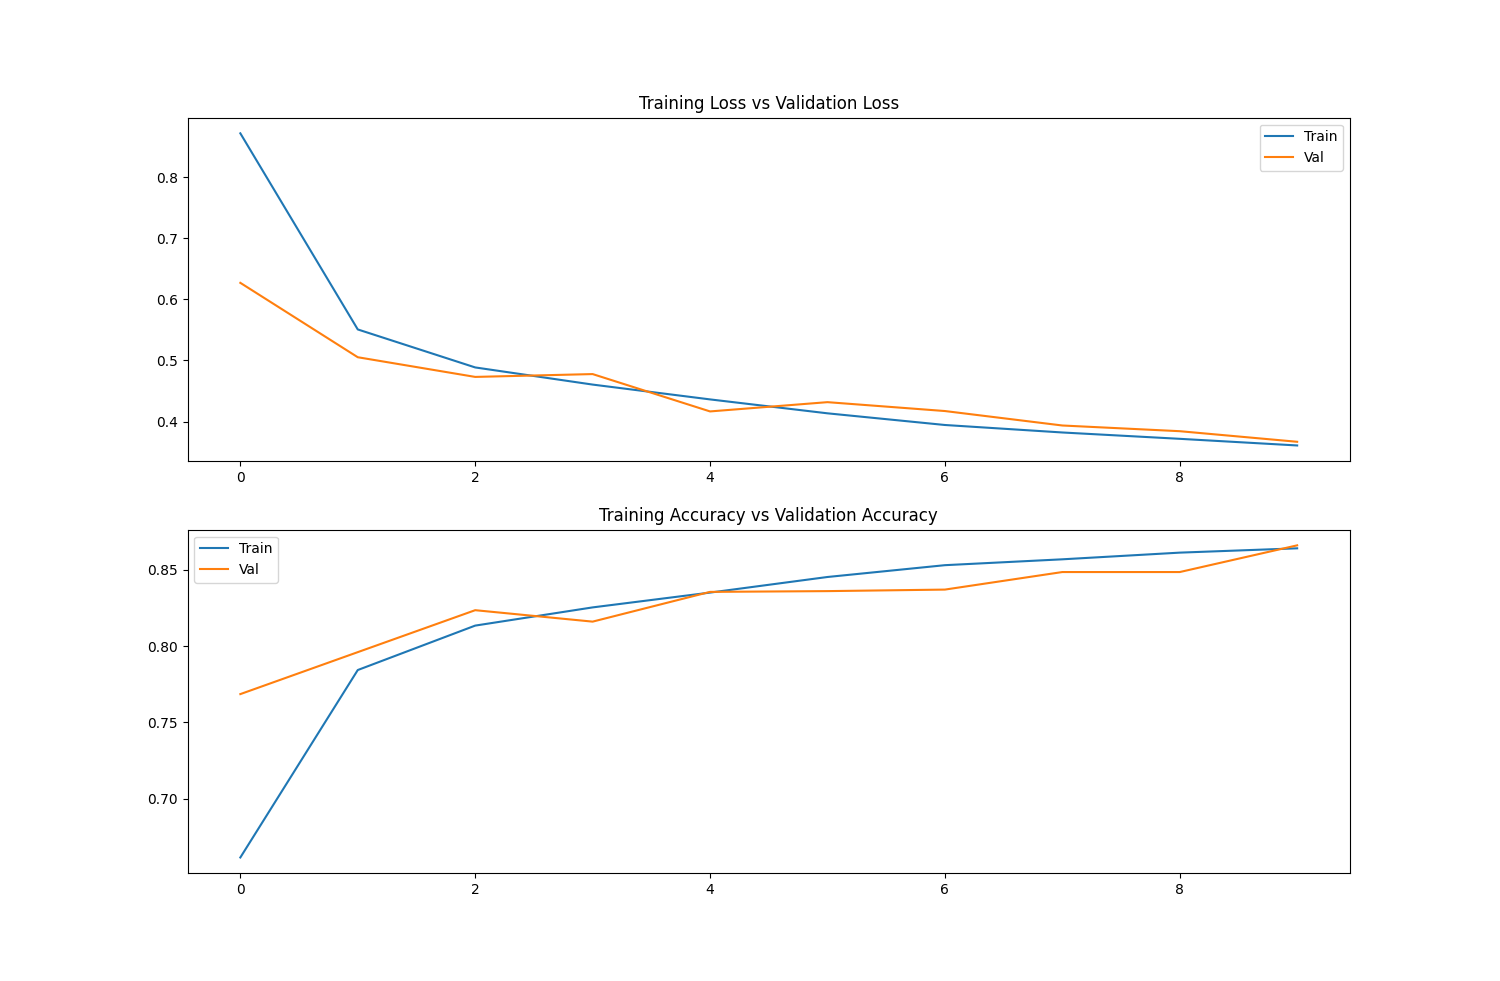 Training Loss vs Validation Loss
Train
Val
0.8
0.7
0.6
0.5
0.4
0 2 4 6 8
Training Accuracy vs Validation Accuracy
Train
Val
0.85
0.80
0.75
0.70
0 2 4 6 8